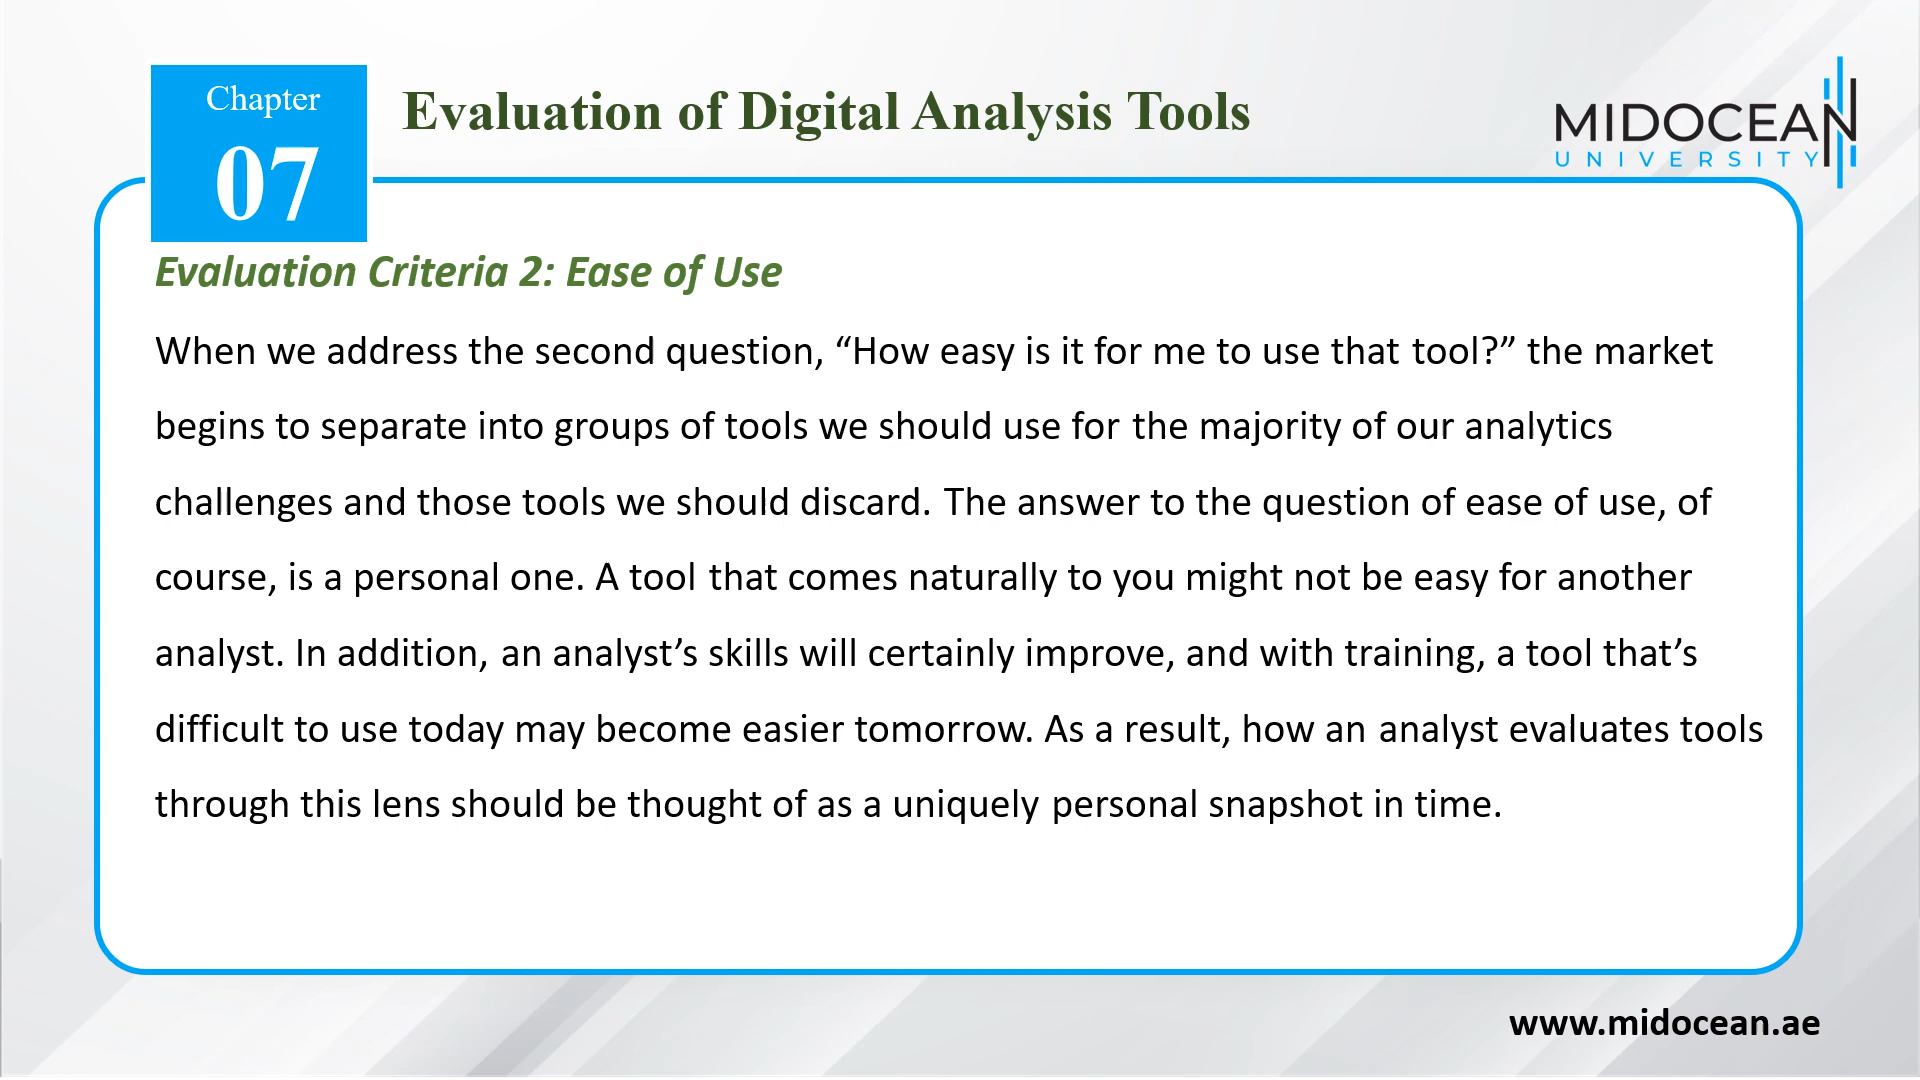 Chapter
07
Evaluation of Digital Analysis Tools
MIDOCEAN
UNIVERSITY
Evaluation Criteria 2: Ease of Use
When we address the second question, “How easy is it for me to use that tool?” the market
begins to separate into groups of tools we should use for the majority of our analytics
challenges and those tools we should discard. The answer to the question of ease of use, of
course, is a personal one. A tool that comes naturally to you might not be easy for another
analyst. In addition, an analyst’s skills will certainly improve, and with training, a tool that’s
difficult to use today may become easier tomorrow. As a result, how an analyst evaluates tools
through this lens should be thought of as a uniquely personal snapshot in time.
www.midocean.ae